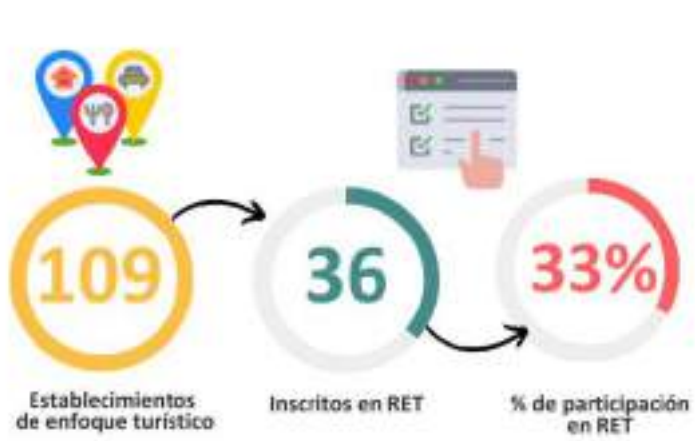 109
36
33%
Establecimientos
de enfoque turístico
Inscritos en RET
% de participación
en RET